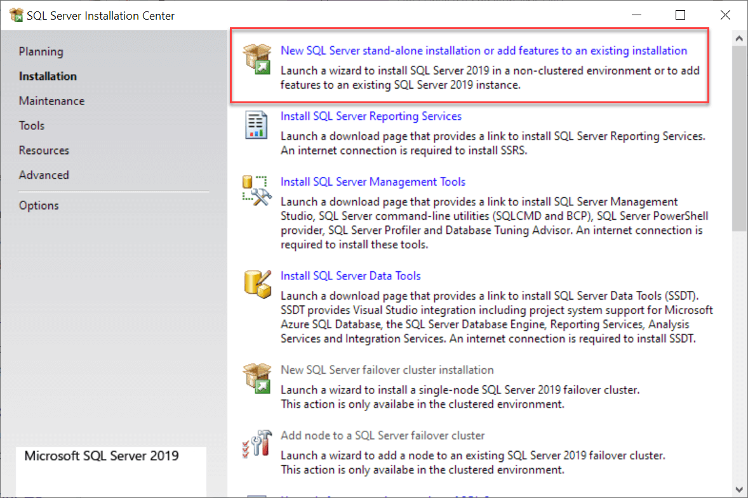 SQL Server Installation Center
Planning
Installation
Maintenance
Tools
Resources
Advanced
Options
Microsoft SQL Server 2019
New SQL Server stand-alone installation or add features to an existing installation
Launch a wizard to install SQL Server 2019 in a non-clustered environment or to add
features to an existing SQL Server 2019 instance.
Install SQL Server Reporting Services
Launch a download page that provides a link to install SQL Server Reporting Services.
An internet connection is required to install SSRS.
Install SQL Server Management Tools
Launch a download page that provides a link to install SQL Server Management
Studio, SQL Server command-line utilities (SQLCMD and BCP), SQL Server PowerShell
provider, SQL Server Profiler and Database Tuning Advisor. An internet connection is
required to install these tools.
Install SQL Server Data Tools
Launch a download page that provides a link to install SQL Server Data Tools (SSDT).
SSDT provides Visual Studio integration including project system support for Microsoft
Azure SQL Database, the SQL Server Database Engine, Reporting Services, Analysis
Services and Integration Services. An internet connection is required to install SSDT.
New SQL Server failover cluster installation
Launch a wizard to install a single-node SQL Server 2019 failover cluster.
This action is only availabe in the clustered environment.
Add node to a SQL Server failover cluster
Launch a wizard to add a node to an existing SQL Server 2019 failover cluster.
This action is only availabe in the clustered environment.